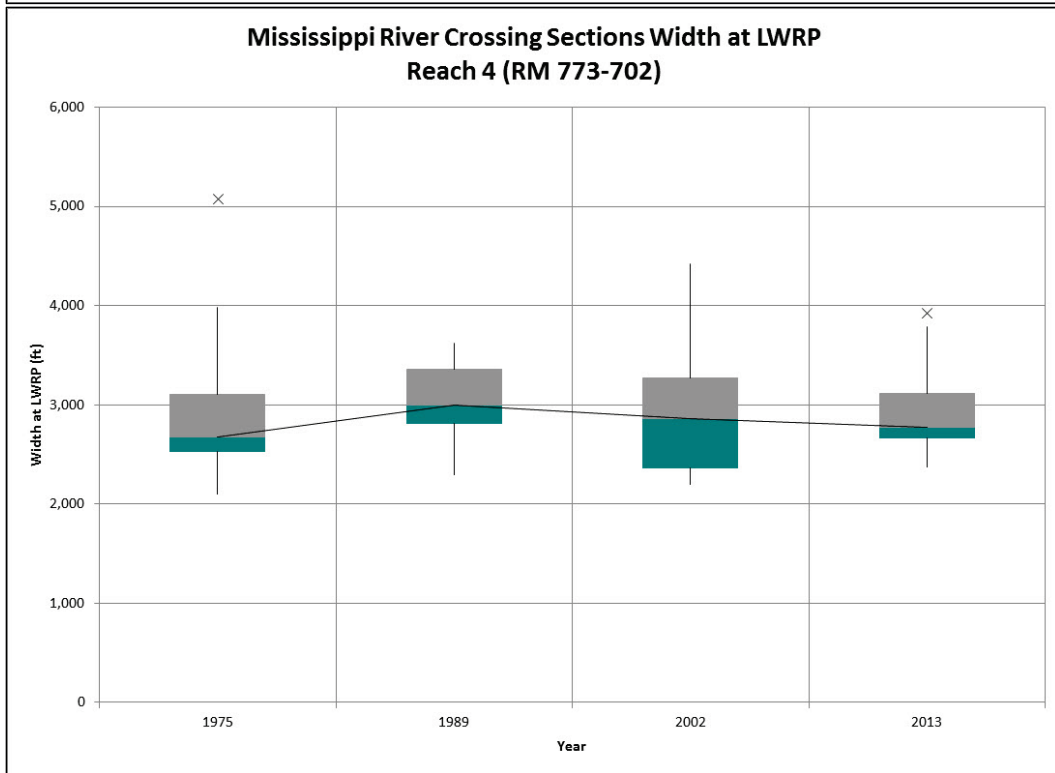 Mississippi River Crossing Sections Width at LWRP
Reach 4 (RM 773-702)
6,000
5,000
4,000
3,000
2,000
1,000
0
Width at LWRP (ft)
1975
1989
2002
2013
Year